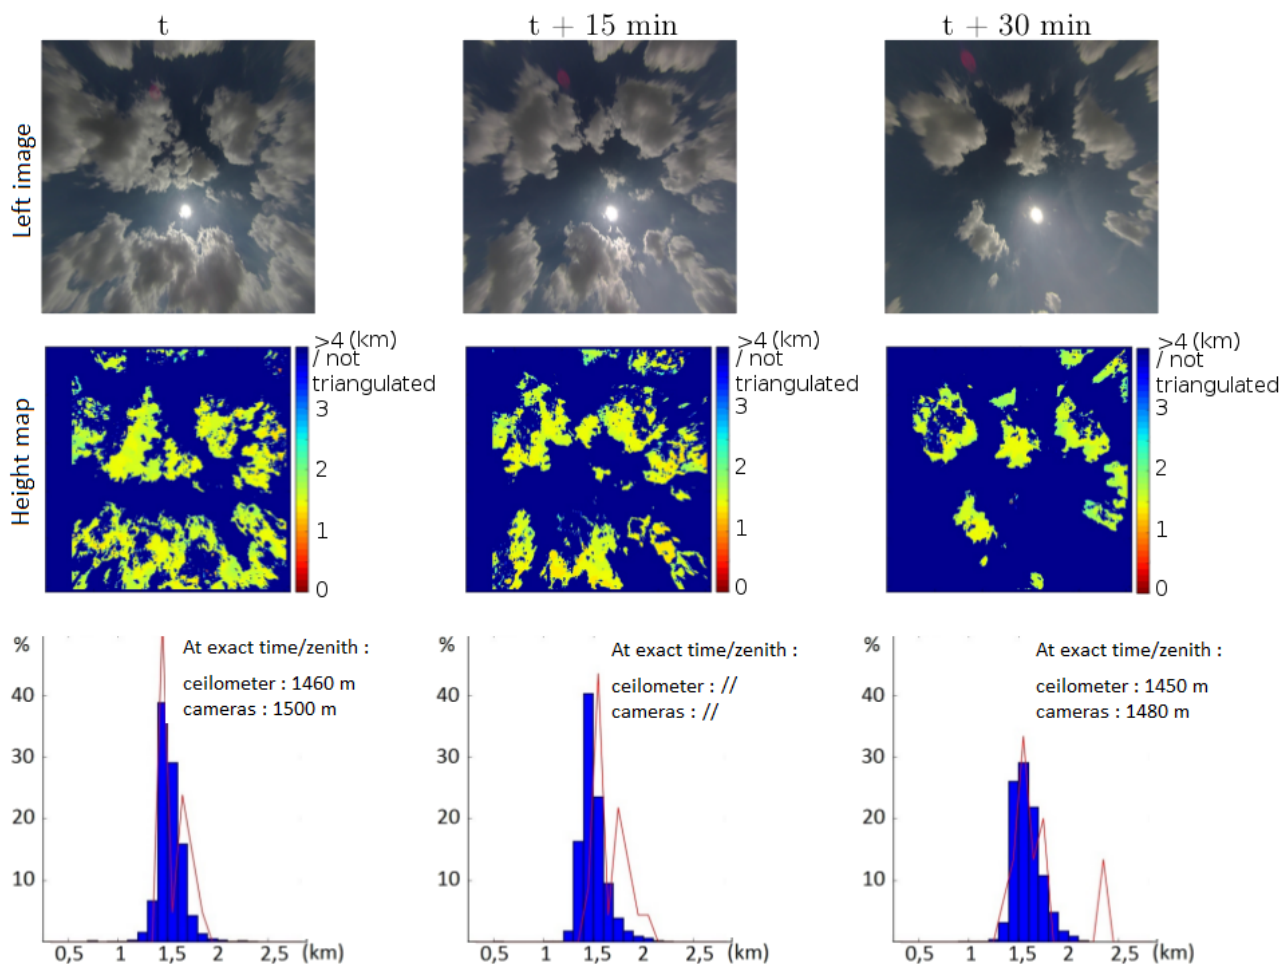 t
t + 15 min
t + 30 min
Left image
Height map
>4 (km)
/ not
triangulated
3
2
1
0
>4 (km)
/ not
triangulated
3
2
1
0
>4 (km)
/ not
triangulated
3
2
1
0
%
40
30
20
10
0,5 1 1,5 2 2,5 (km)
At exact time/zenith :
ceilometer : 1460 m
cameras : 1500 m
%
40
30
20
10
0,5 1 1,5 2 2,5 (km)
At exact time/zenith :
ceilometer : //
cameras : //
%
40
30
20
10
0,5 1 1,5 2 2,5 (km)
At exact time/zenith :
ceilometer : 1450 m
cameras : 1480 m